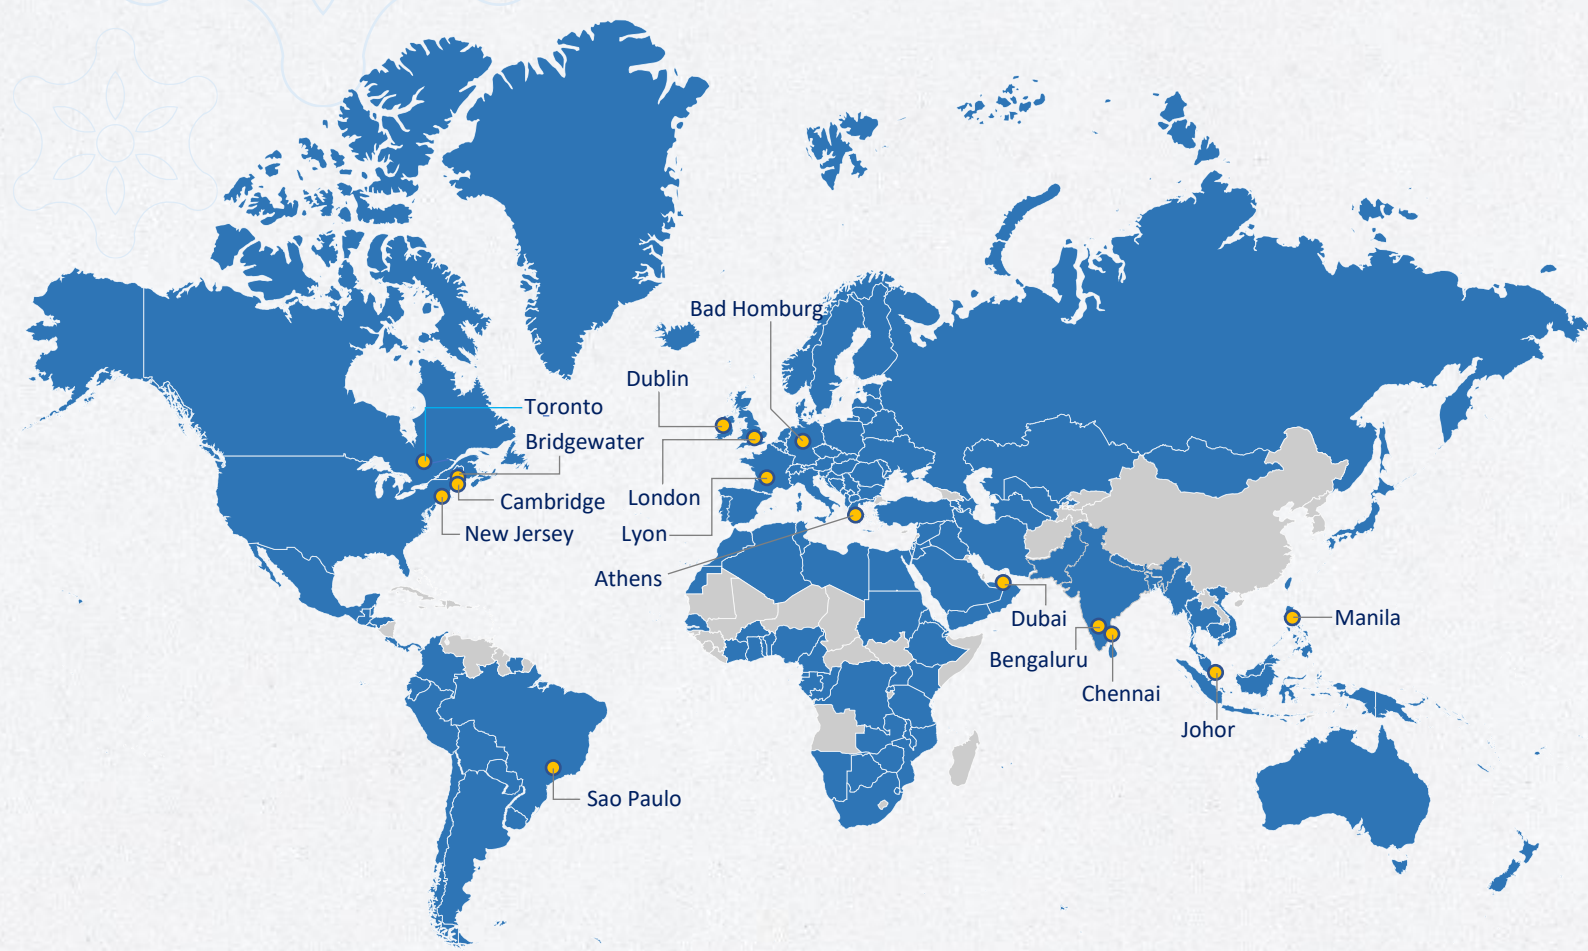 Bad Homburg
Dublin
Toronto
Bridgewater
London
Cambridge
New Jersey
Lyon
Athens
Dubai
Manila
Bengaluru
Chennai
Johor
Sao Paulo